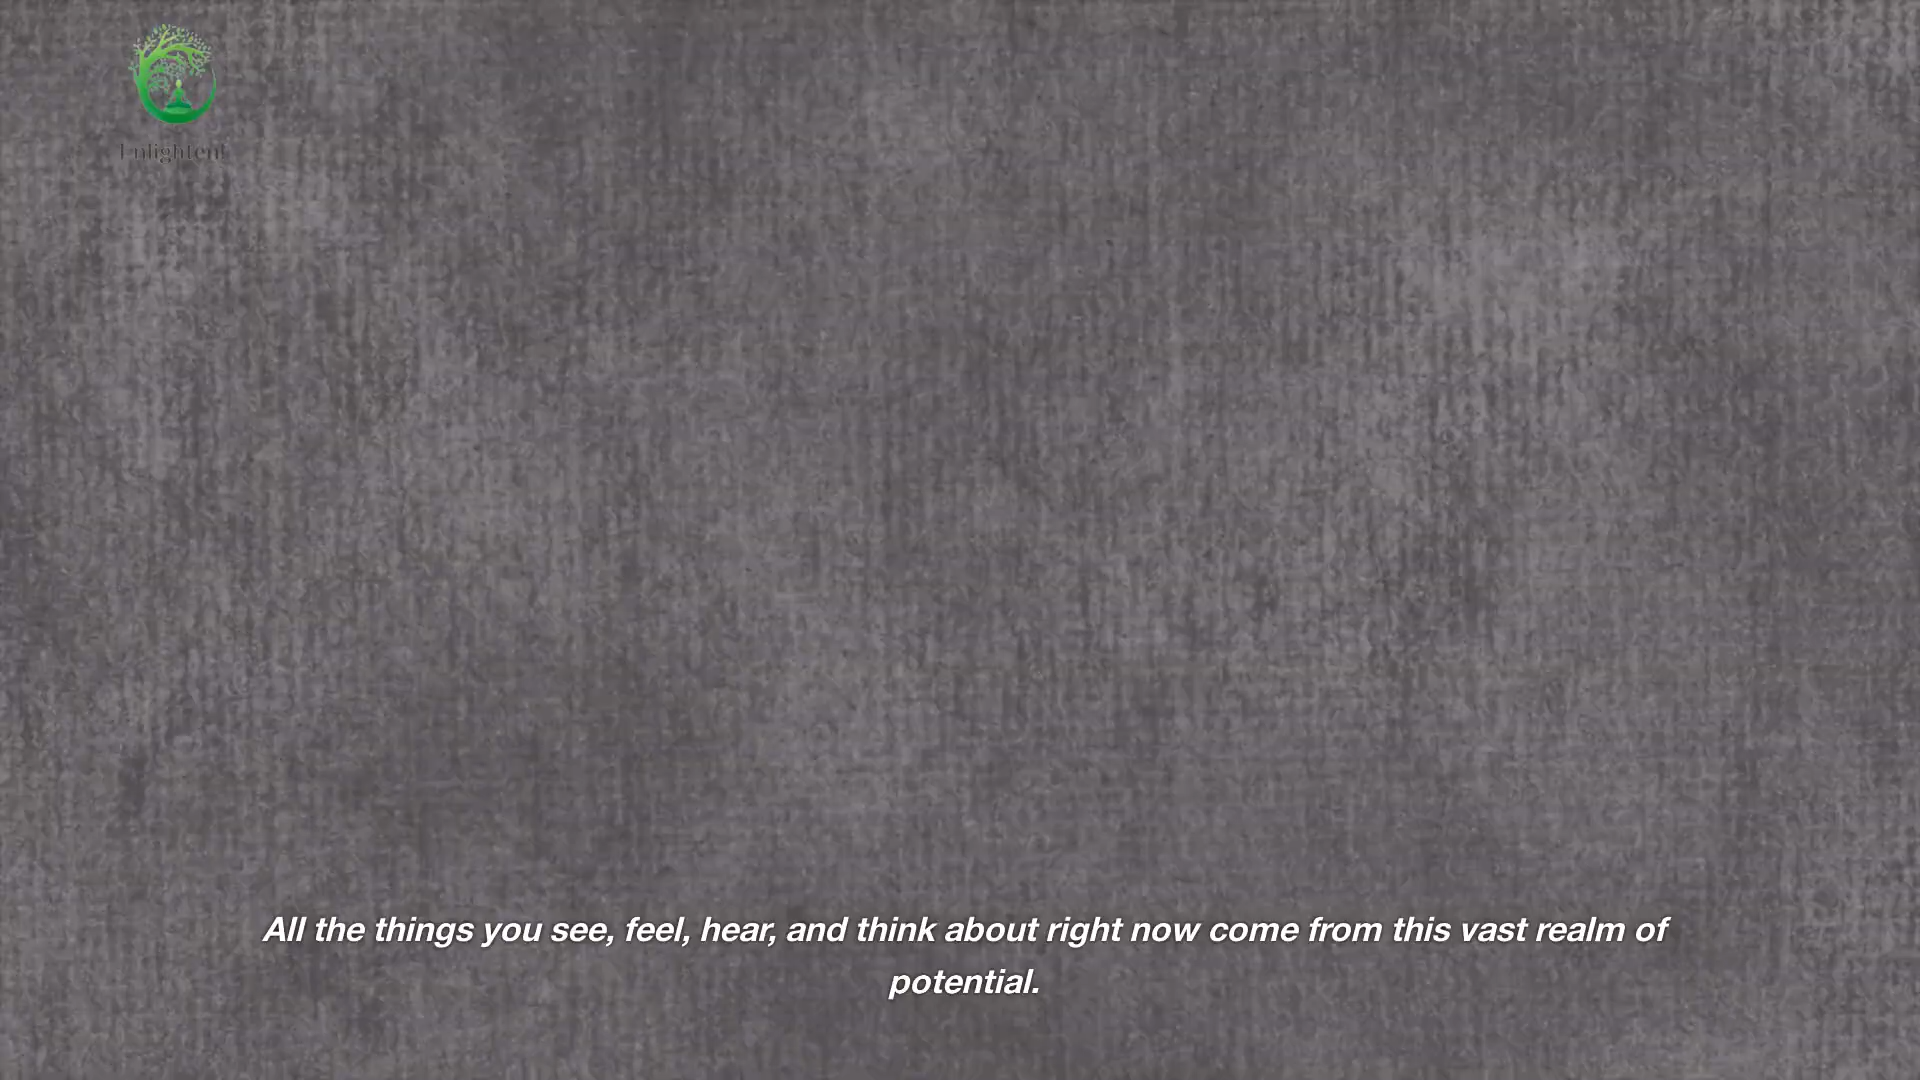 Enlightent
All the things you see, feel, hear, and think about right now come from this vast realm of
potential.